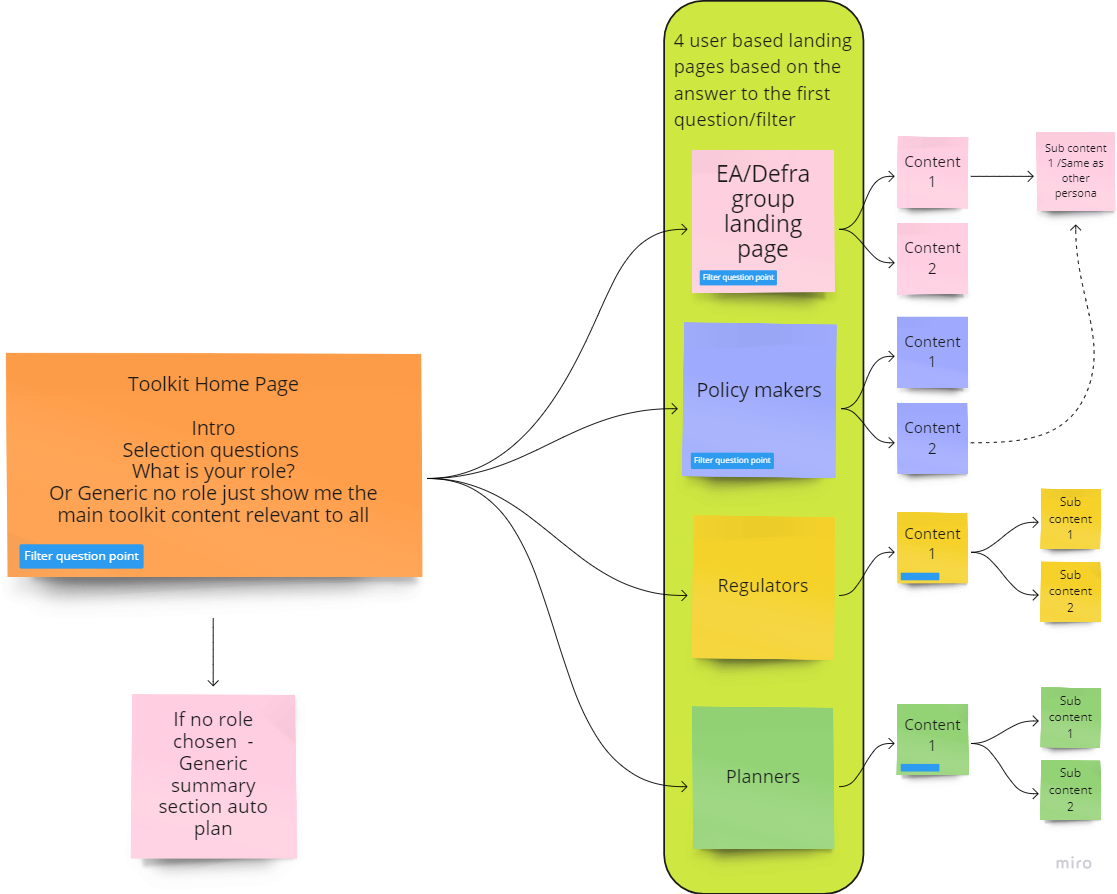 4 user based landing
pages based on the
answer to the first
question/filter
EA/Defra
group
landing
page
Filter question point
Content
1
Content
2
Sub content
1 /Same as
other
persona
Policy makers
Filter question point
Content
1
Content
2
Toolkit Home Page
Intro
Selection questions
What is your role?
Or Generic no role just show me the
main toolkit content relevant to all
Filter question point
Regulators
Content
1
Sub
content
1
Sub
content
2
If no role
chosen -
Generic
summary
section auto
plan
Planners
Content
1
Sub
content
1
Sub
content
2
miro